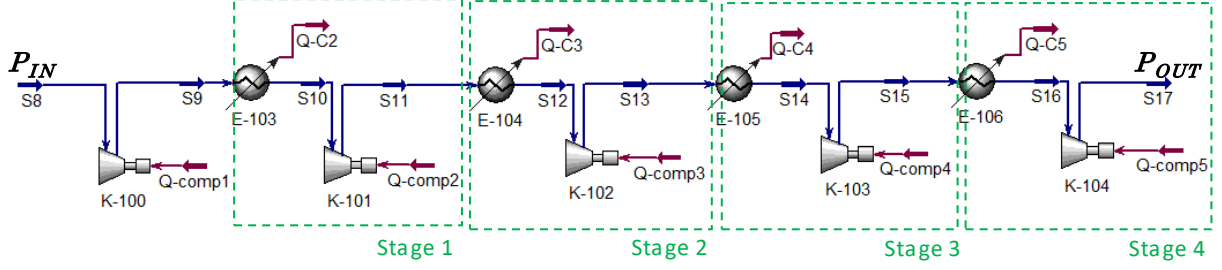 P_IN
S8
K-100
Q-comp1
S9
E-103
Q-C2
S10
K-101
Q-comp2
S11
Stage 1
E-104
Q-C3
S12
K-102
Q-comp3
S13
Stage 2
E-105
Q-C4
S14
K-103
Q-comp4
S15
Stage 3
E-106
Q-C5
S16
K-104
Q-comp5
P_OUT
S17
Stage 4